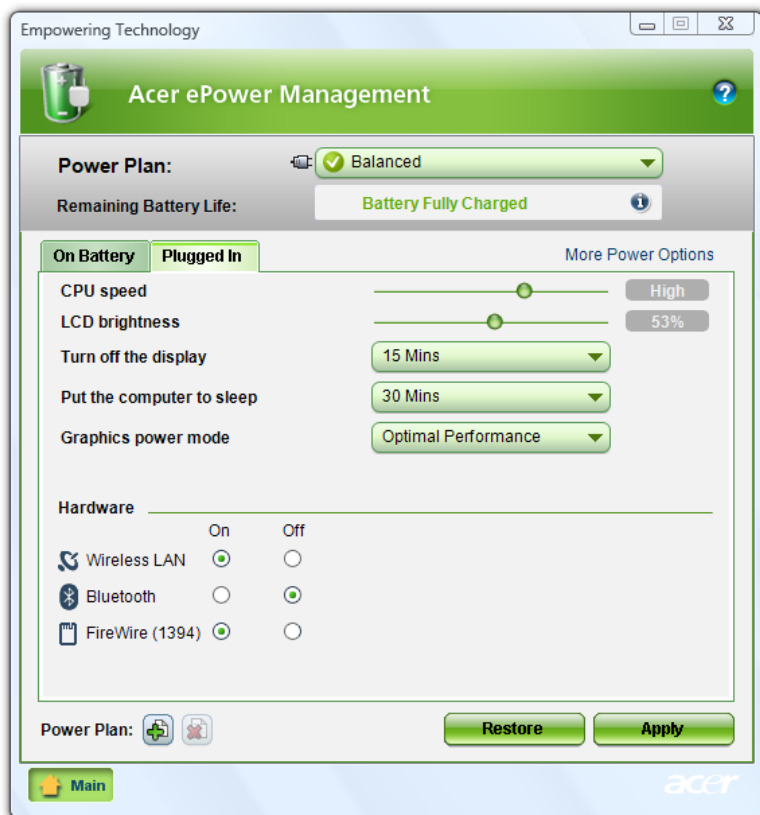 Empowering Technology
Acer ePower Management
Power Plan: Balanced
Remaining Battery Life: Battery Fully Charged
On Battery Plugged In More Power Options
CPU speed High
LCD brightness 53%
Turn off the display 15 Mins
Put the computer to sleep 30 Mins
Graphics power mode Optimal Performance
Hardware
On Off
Wireless LAN
Bluetooth
FireWire (1394)
Power Plan: Restore Apply
Main acer